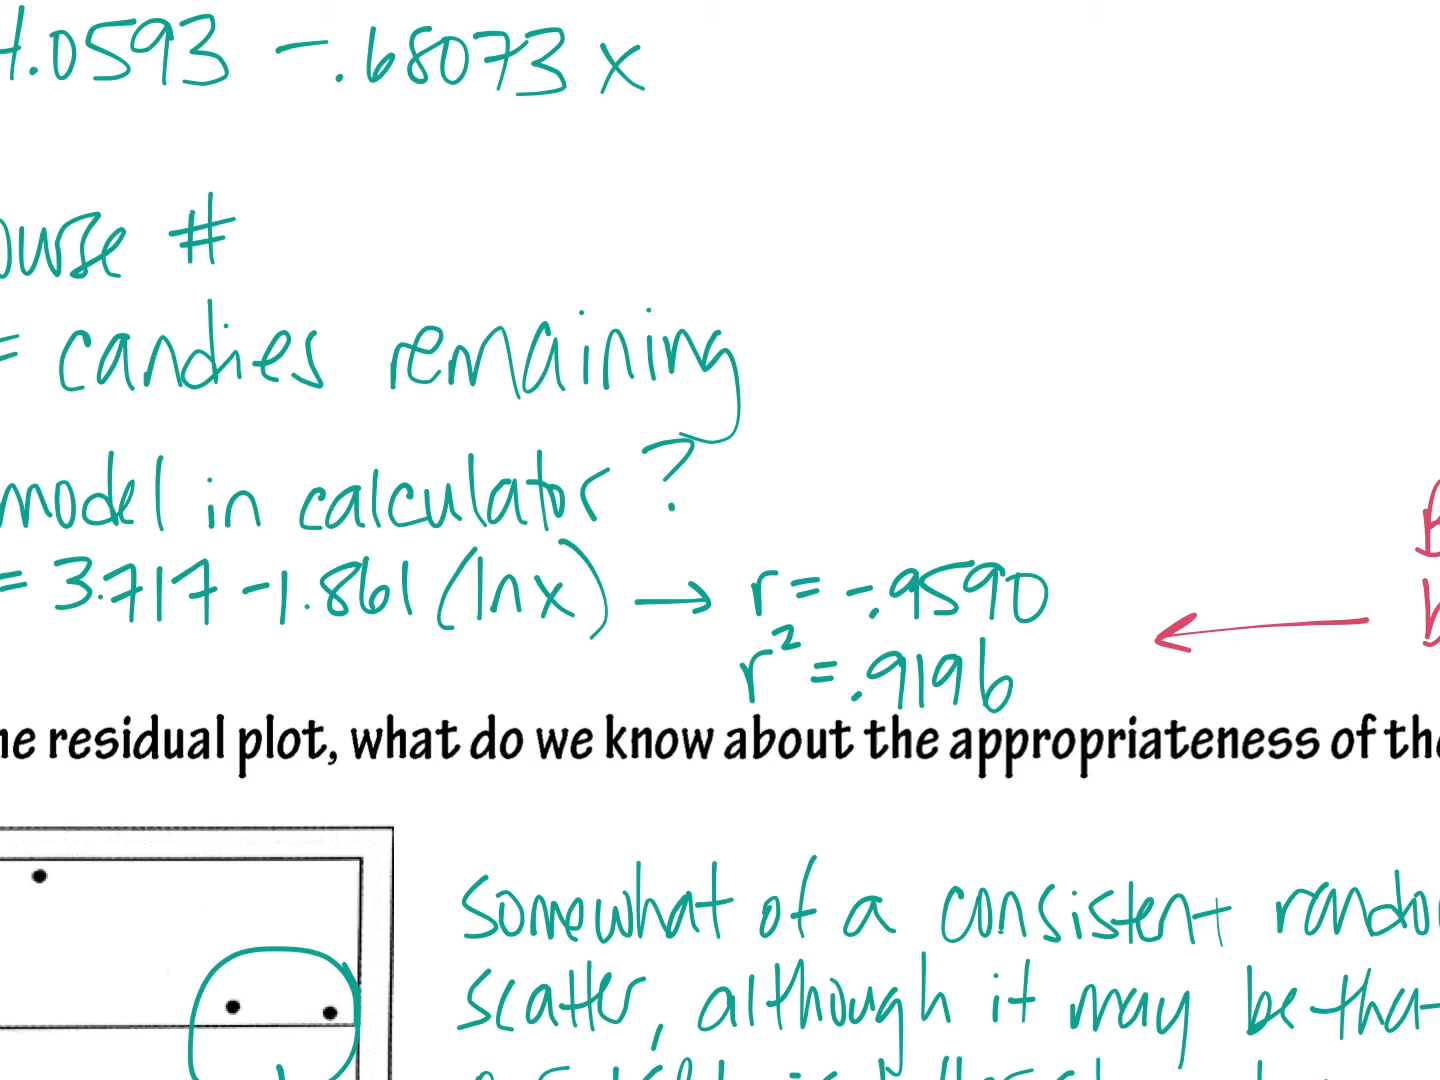 4.0593 - .68073 x
ourse #
= candies remaining
model in calculator?
= 3.717 - 1.861 (ln x) → r = -.9590
r² = .9196
he residual plot, what do we know about the appropriateness of the
somewhat of a consistent rando
scatter, although it may be tha